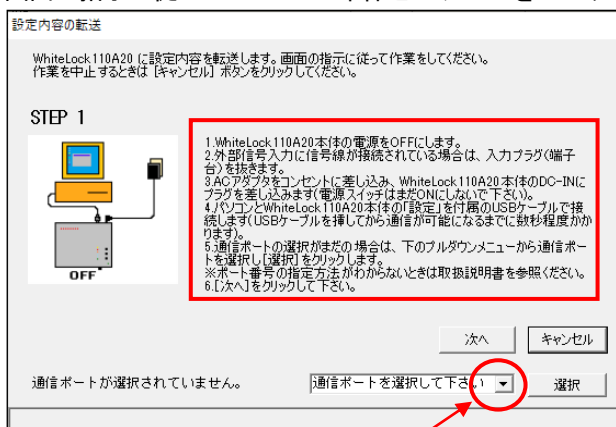 設定内容の転送
WhiteLock110A20 に設定内容を転送します。画面の指示に従って作業をしてください。
作業を中止するときは [キャンセル] ボタンをクリックしてください。
STEP 1
1.WhiteLock110A20本体の電源をOFFにします。
2.外部信号入力に信号線が接続されている場合は、入力プラグ(端子
台)を抜きます。
3.ACアダプタをコンセントに差し込み、WhiteLock110A20本体のDC-INに
プラグを差し込みます(電源スイッチはまだONにしないで下さい)。
4.パソコンとWhiteLock110A20本体の「設定」を付属のUSBケーブルで接
続します(USBケーブルを挿してから通信が可能になるまでに数秒程度かか
ります)。
5.通信ポートの選択がまだの場合は、下のプルダウンメニューから通信ポー
トを選択し[選択]をクリックします。
※ポート番号の指定方法がわからないときは取扱説明書を参照ください。
6.[次へ]をクリックして下さい。
OFF
次へ
キャンセル
通信ポートが選択されていません。
通信ポートを選択して下さい
選択